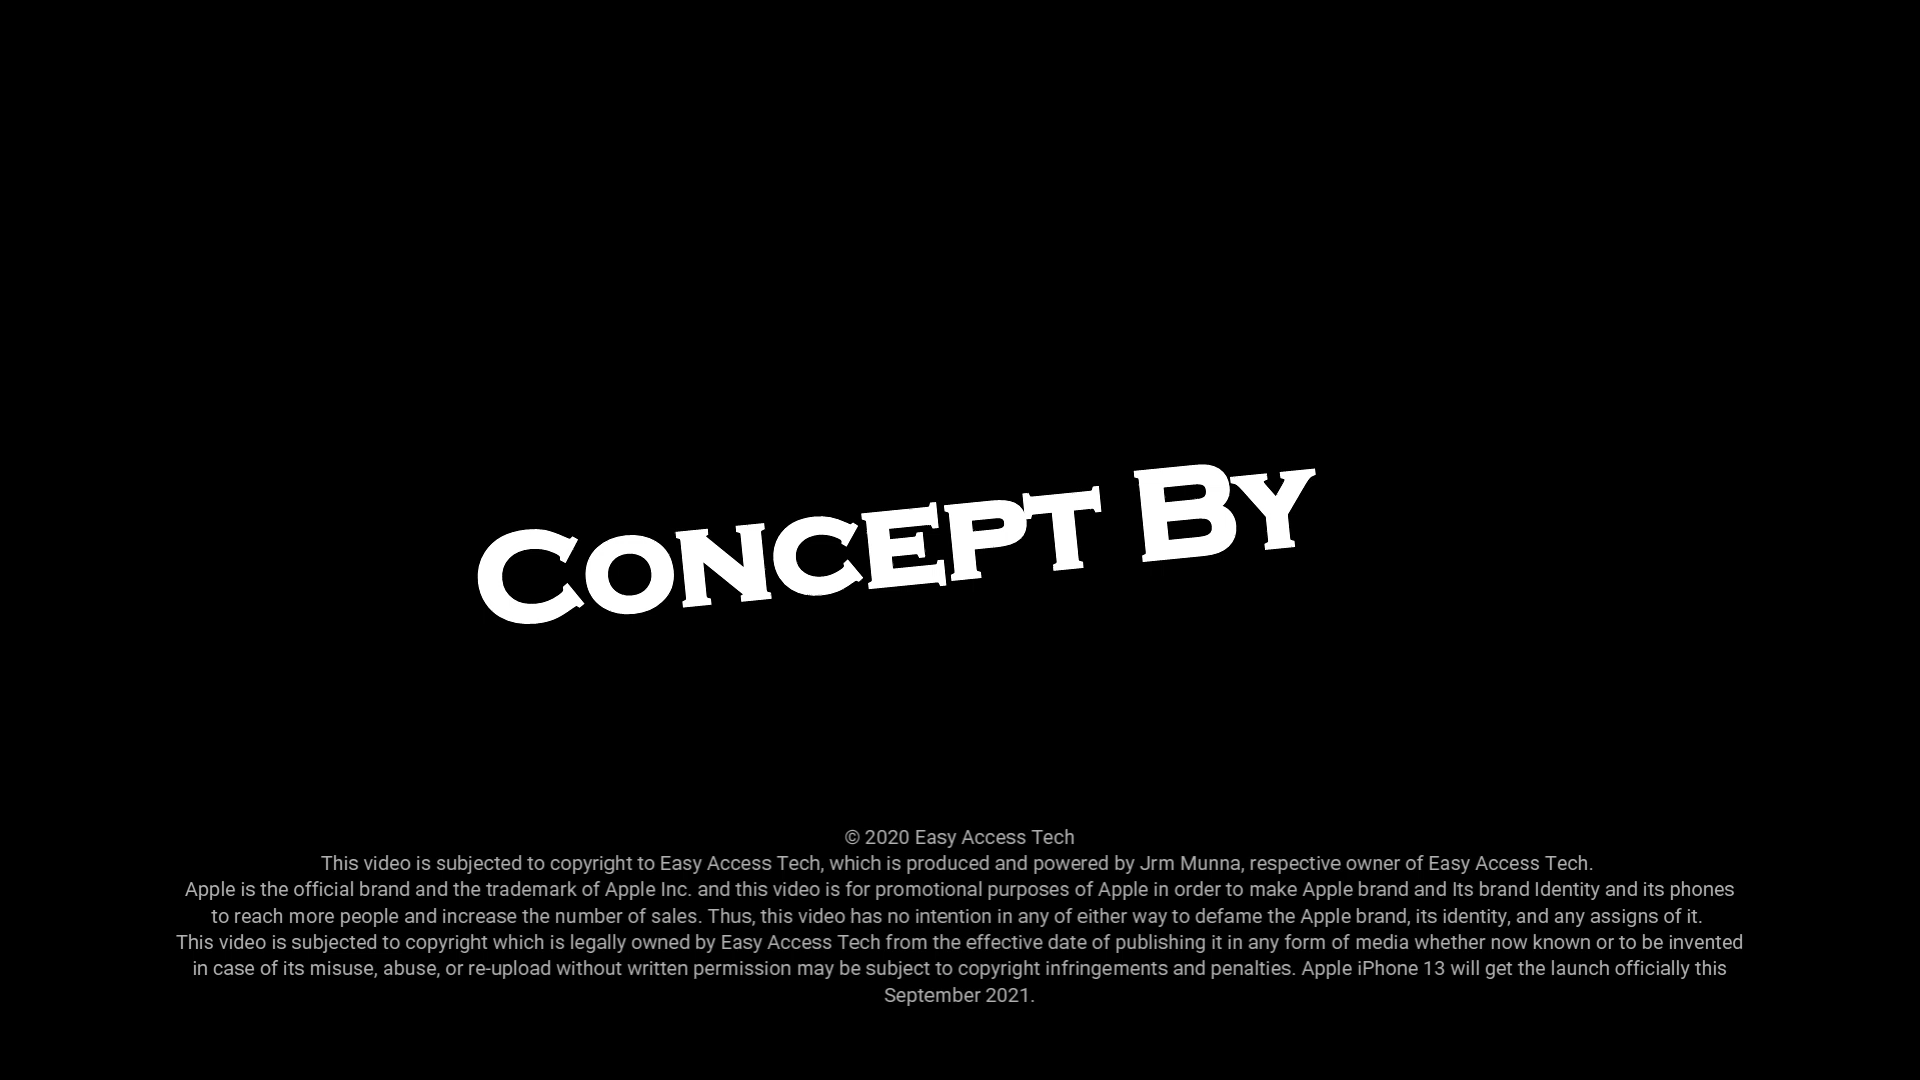 Concept By
© 2020 Easy Access Tech
This video is subjected to copyright to Easy Access Tech, which is produced and powered by Jrm Munna, respective owner of Easy Access Tech.
Apple is the official brand and the trademark of Apple Inc. and this video is for promotional purposes of Apple in order to make Apple brand and Its brand Identity and its phones
to reach more people and increase the number of sales. Thus, this video has no intention in any of either way to defame the Apple brand, its identity, and any assigns of it.
This video is subjected to copyright which is legally owned by Easy Access Tech from the effective date of publishing it in any form of media whether now known or to be invented
in case of its misuse, abuse, or re-upload without written permission may be subject to copyright infringements and penalties. Apple iPhone 13 will get the launch officially this
September 2021.